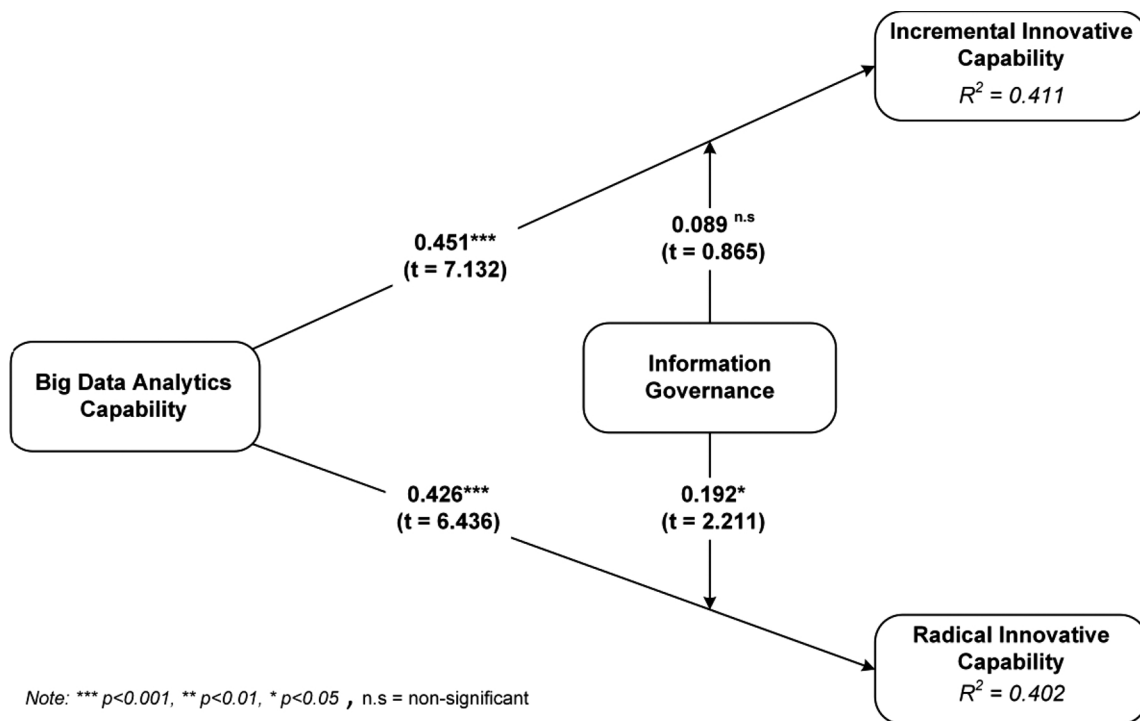 Incremental Innovative
Capability
R² = 0.411
0.451***
(t = 7.132)
0.089 n.s
(t = 0.865)
Big Data Analytics
Capability
Information
Governance
0.426***
(t = 6.436)
0.192*
(t = 2.211)
Radical Innovative
Capability
R² = 0.402
Note: *** p<0.001, ** p<0.01, * p<0.05 , n.s = non-significant